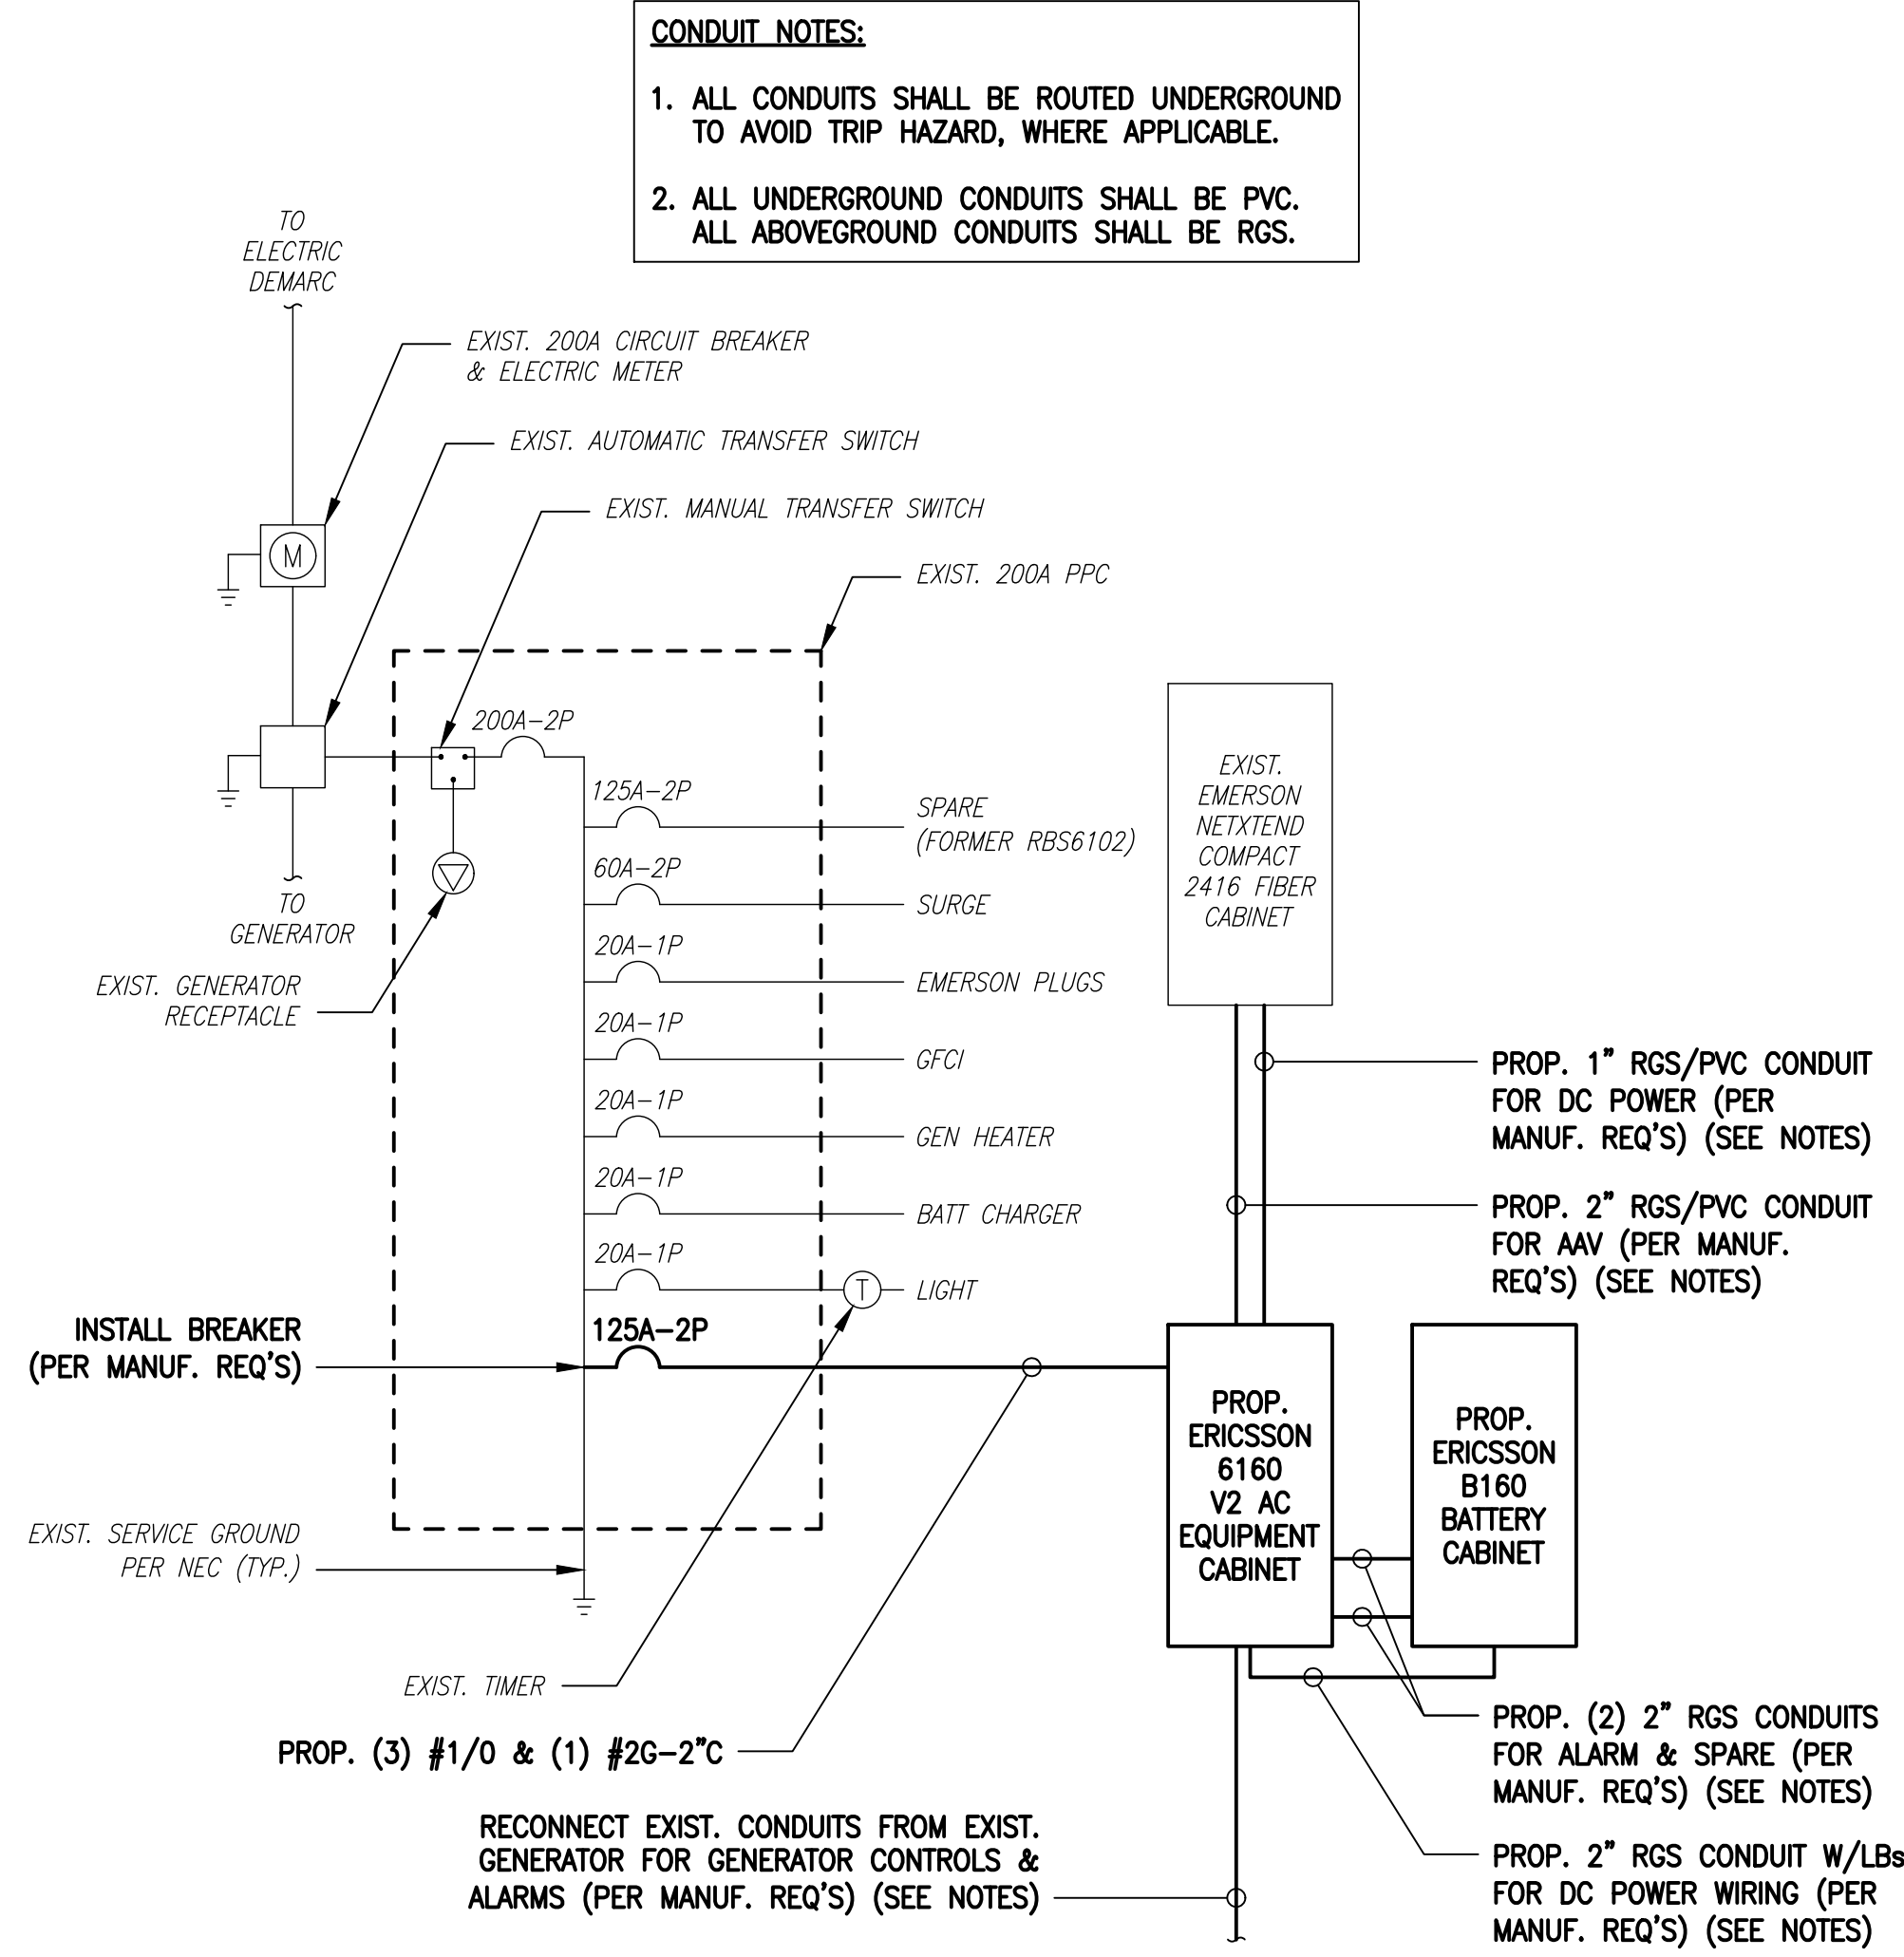 CONDUIT NOTES:
1. ALL CONDUITS SHALL BE ROUTED UNDERGROUND
TO AVOID TRIP HAZARD, WHERE APPLICABLE.
2. ALL UNDERGROUND CONDUITS SHALL BE PVC.
ALL ABOVEGROUND CONDUITS SHALL BE RGS.
TO
ELECTRIC
DEMARC
EXIST. 200A CIRCUIT BREAKER
& ELECTRIC METER
EXIST. AUTOMATIC TRANSFER SWITCH
EXIST. MANUAL TRANSFER SWITCH
M
EXIST. 200A PPC
200A-2P
125A-2P
SPARE
(FORMER RBS6102)
60A-2P
SURGE
20A-1P
EMERSON PLUGS
20A-1P
GFCI
20A-1P
GEN HEATER
20A-1P
BATT CHARGER
20A-1P
T
LIGHT
125A-2P
TO
GENERATOR
EXIST. GENERATOR
RECEPTACLE
INSTALL BREAKER
(PER MANUF. REQ'S)
EXIST. SERVICE GROUND
PER NEC (TYP.)
EXIST. TIMER
PROP. (3) #1/0 & (1) #2G-2"C
RECONNECT EXIST. CONDUITS FROM EXIST.
GENERATOR FOR GENERATOR CONTROLS &
ALARMS (PER MANUF. REQ'S) (SEE NOTES)
EXIST.
EMERSON
NETXTEND
COMPACT
2416 FIBER
CABINET
PROP. 1" RGS/PVC CONDUIT
FOR DC POWER (PER
MANUF. REQ'S) (SEE NOTES)
PROP. 2" RGS/PVC CONDUIT
FOR AAV (PER MANUF.
REQ'S) (SEE NOTES)
PROP.
ERICSSON
6160
V2 AC
EQUIPMENT
CABINET
PROP.
ERICSSON
B160
BATTERY
CABINET
PROP. (2) 2" RGS CONDUITS
FOR ALARM & SPARE (PER
MANUF. REQ'S) (SEE NOTES)
PROP. 2" RGS CONDUIT W/LBs
FOR DC POWER WIRING (PER
MANUF. REQ'S) (SEE NOTES)